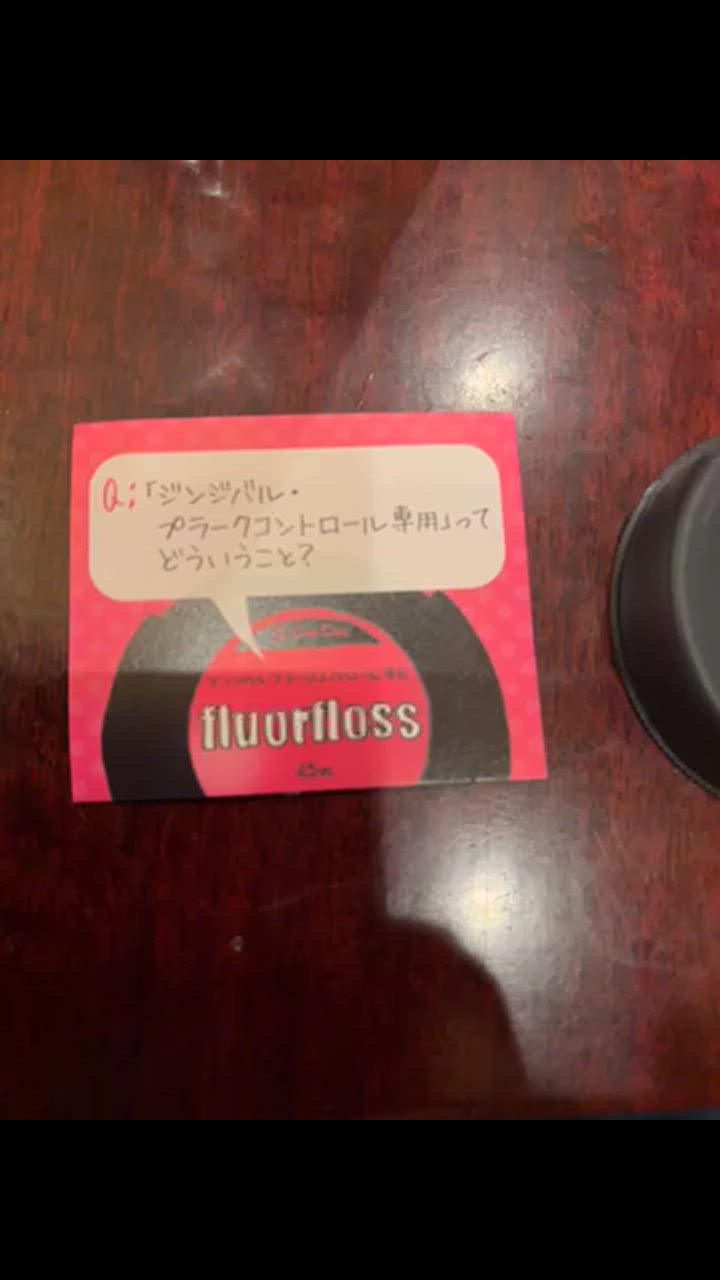 Q:「ジンジバル・
プラークコントロール専用」って
どういうこと?
fluorfloss